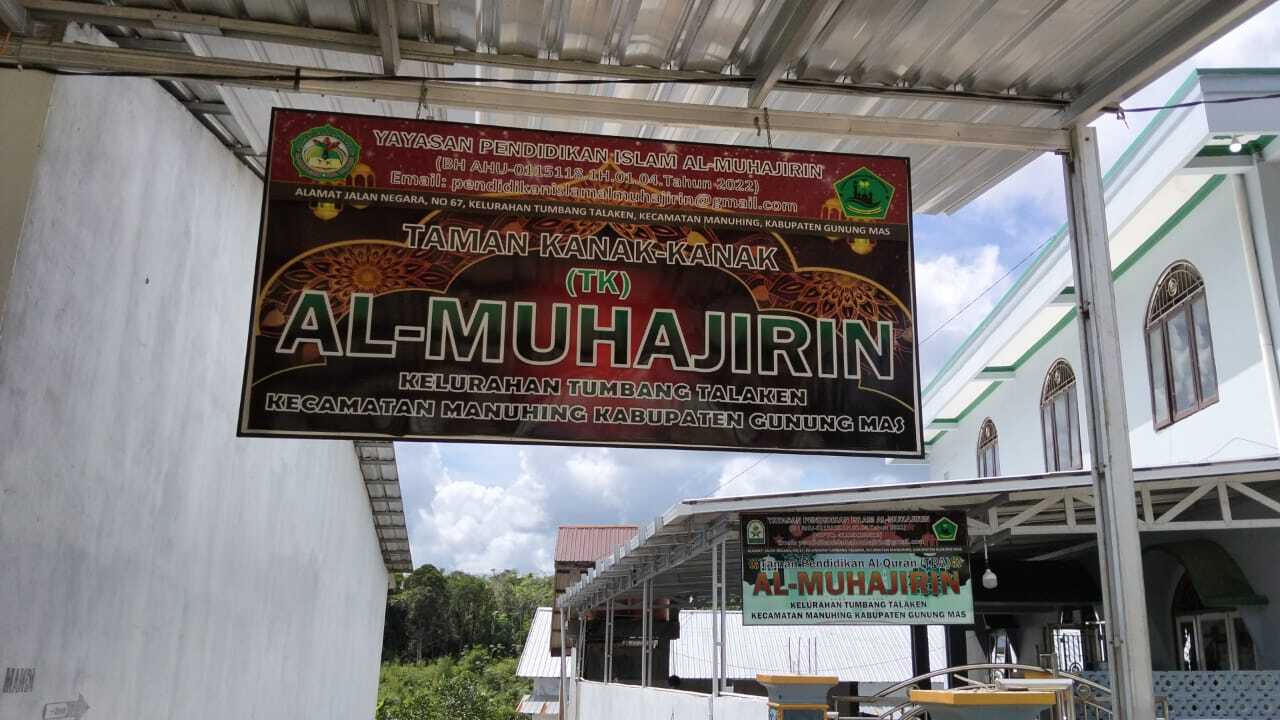 YAYASAN PENDIDIKAN ISLAM AL-MUHAJIRIN
(BH AHU-0115118.1H.01.04.Tahun 2022)
Email: pendidikanislamalmuhajirin@gmail.com
ALAMAT JALAN NEGARA, NO 67, KELURAHAN TUMBANG TALAKEN, KECAMATAN MANUHING, KABUPATEN GUNUNG MAS
TAMAN KANAK-KANAK
(TK)
AL-MUHAJIRIN
KELURAHAN TUMBANG TALAKEN
KECAMATAN MANUHING KABUPATEN GUNUNG MAS
YAYASAN PENDIDIKAN ISLAM AL-MUHAJIRIN
Taman Pendidikan Al Quran (TPA)
AL-MUHAJIRIN
KELURAHAN TUMBANG TALAKEN
KECAMATAN MANUHING KABUPATEN GUNUNG MAS